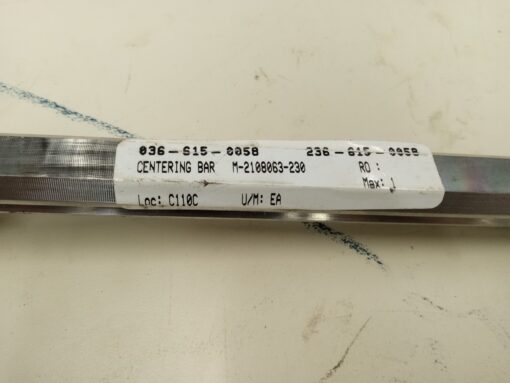 036-615-0058 236-615-0058
CENTERING BAR M-2108063-230 RO :
Max: 1
Loc: C110C U/M: EA